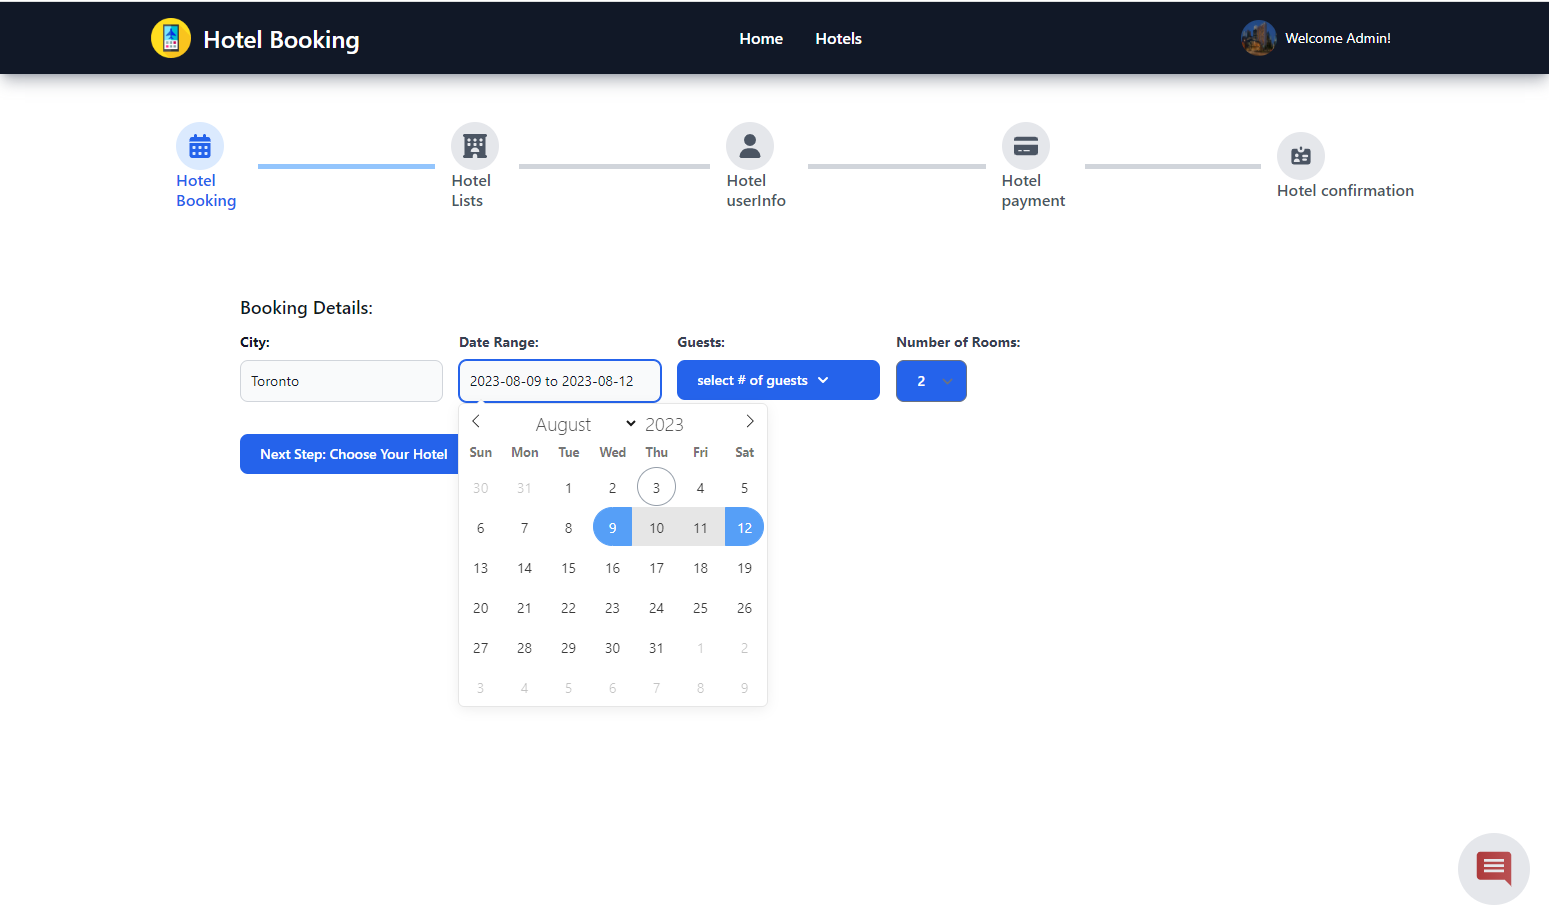 Hotel Booking
Home
Hotels
Welcome Admin!
Hotel
Booking
Hotel
Lists
Hotel
userInfo
Hotel
payment
Hotel confirmation
Booking Details:
City:
Date Range:
Guests:
Number of Rooms:
Toronto
2023-08-09 to 2023-08-12
select # of guests
2
Next Step: Choose Your Hotel
August 2023
Sun Mon Tue Wed Thu Fri Sat
30 31 1 2 3 4 5
6 7 8 9 10 11 12
13 14 15 16 17 18 19
20 21 22 23 24 25 26
27 28 29 30 31 1 2
3 4 5 6 7 8 9